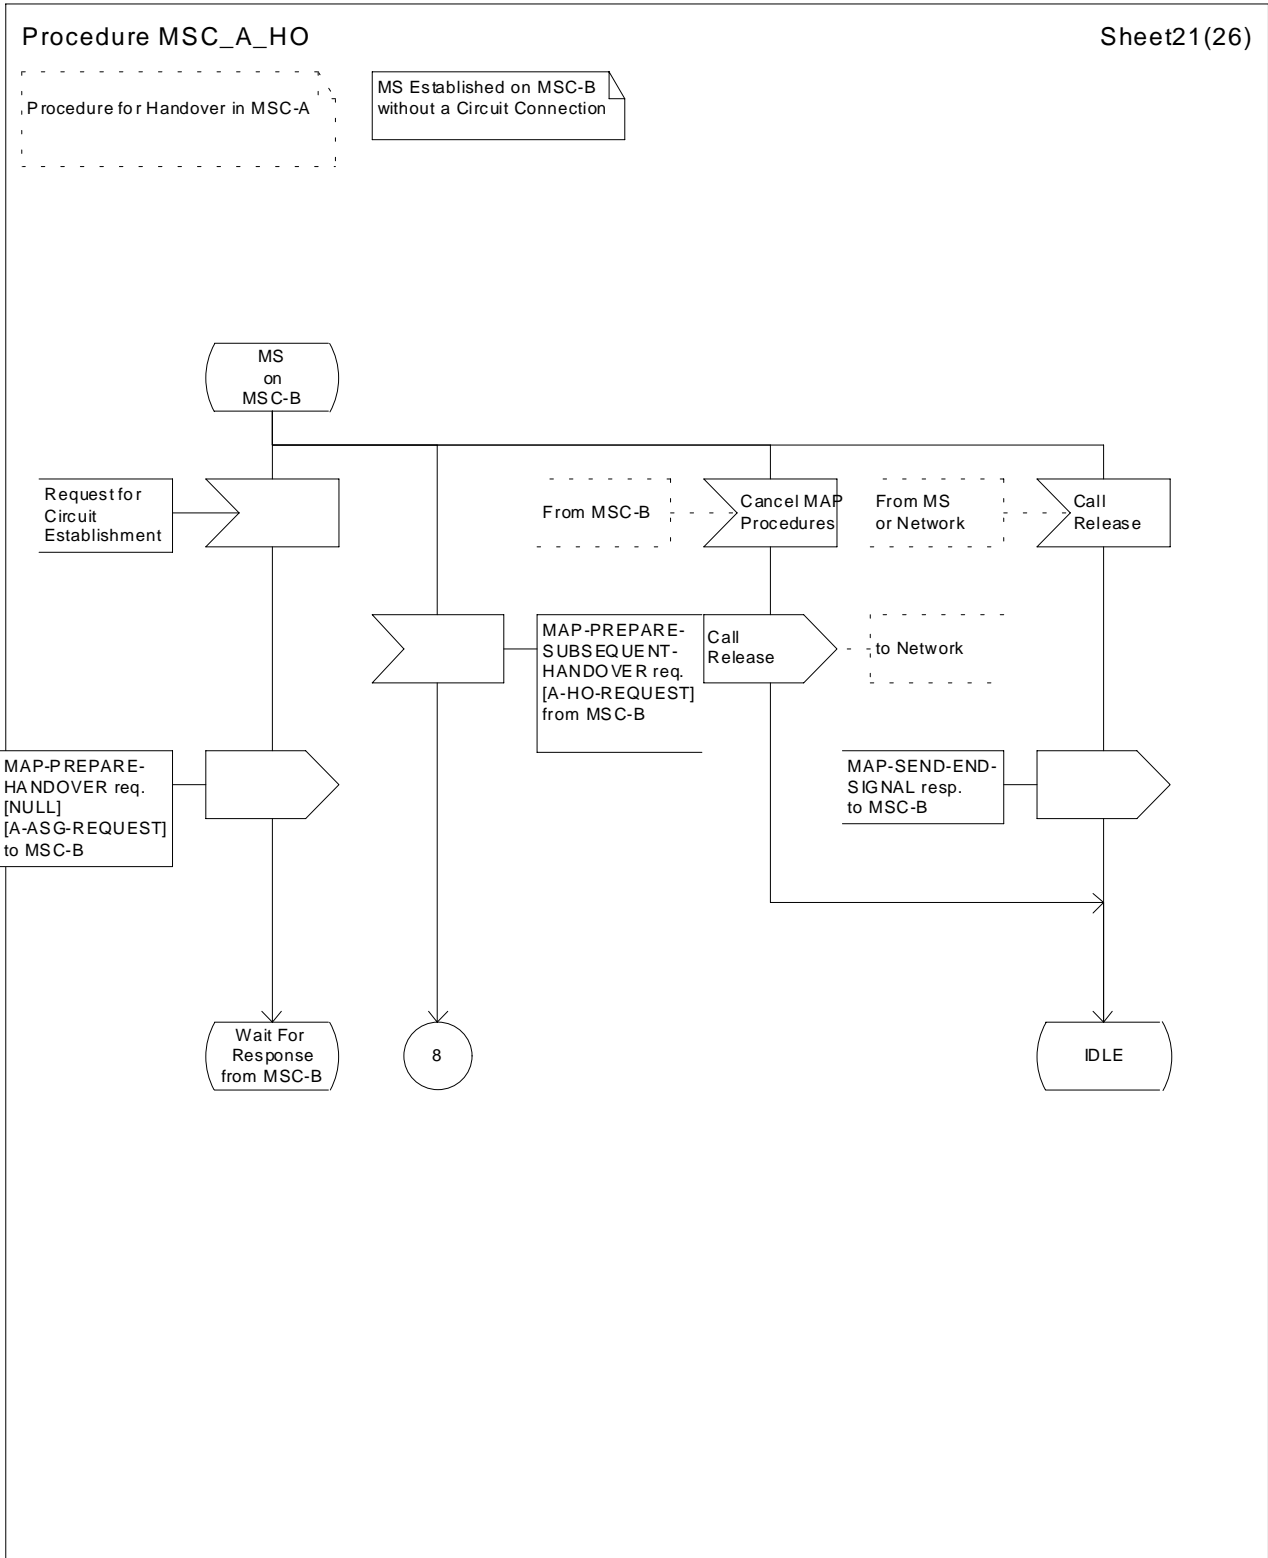 Procedure MSC_A_HO
Sheet21(26)
Procedure for Handover in MSC-A
MS Established on MSC-B
without a Circuit Connection
MS
on
MSC-B
Request for
Circuit
Establishment
From MSC-B
Cancel MAP
Procedures
From MS
or Network
Call
Release
MAP-PREPARE-
SUBSEQUENT-
HANDOVER req.
[A-HO-REQUEST]
from MSC-B
Call
Release
to Network
MAP-PREPARE-
HANDOVER req.
[NULL]
[A-ASG-REQUEST]
to MSC-B
MAP-SEND-END-
SIGNAL resp.
to MSC-B
Wait For
Response
from MSC-B
8
IDLE